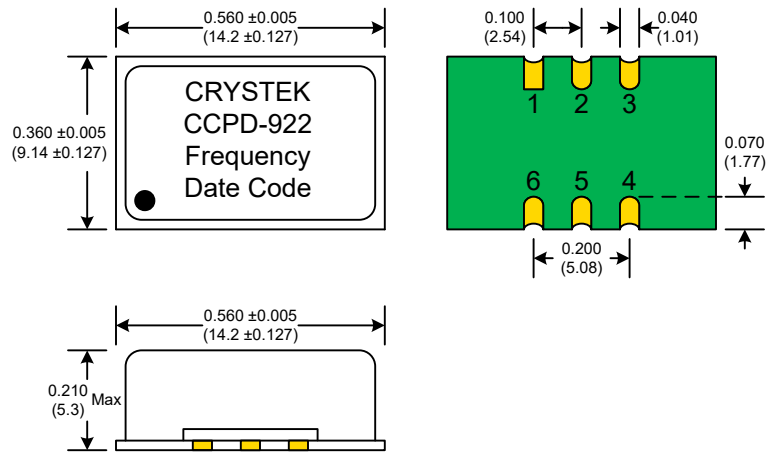 0.560 ±0.005
(14.2 ±0.127)
0.360 ±0.005
(9.14 ±0.127)
CRYSTEK
CCPD-922
Frequency
Date Code
0.100
(2.54)
0.040
(1.01)
1 2 3
6 5 4
0.070
(1.77)
0.200
(5.08)
0.560 ±0.005
(14.2 ±0.127)
0.210 Max
(5.3)